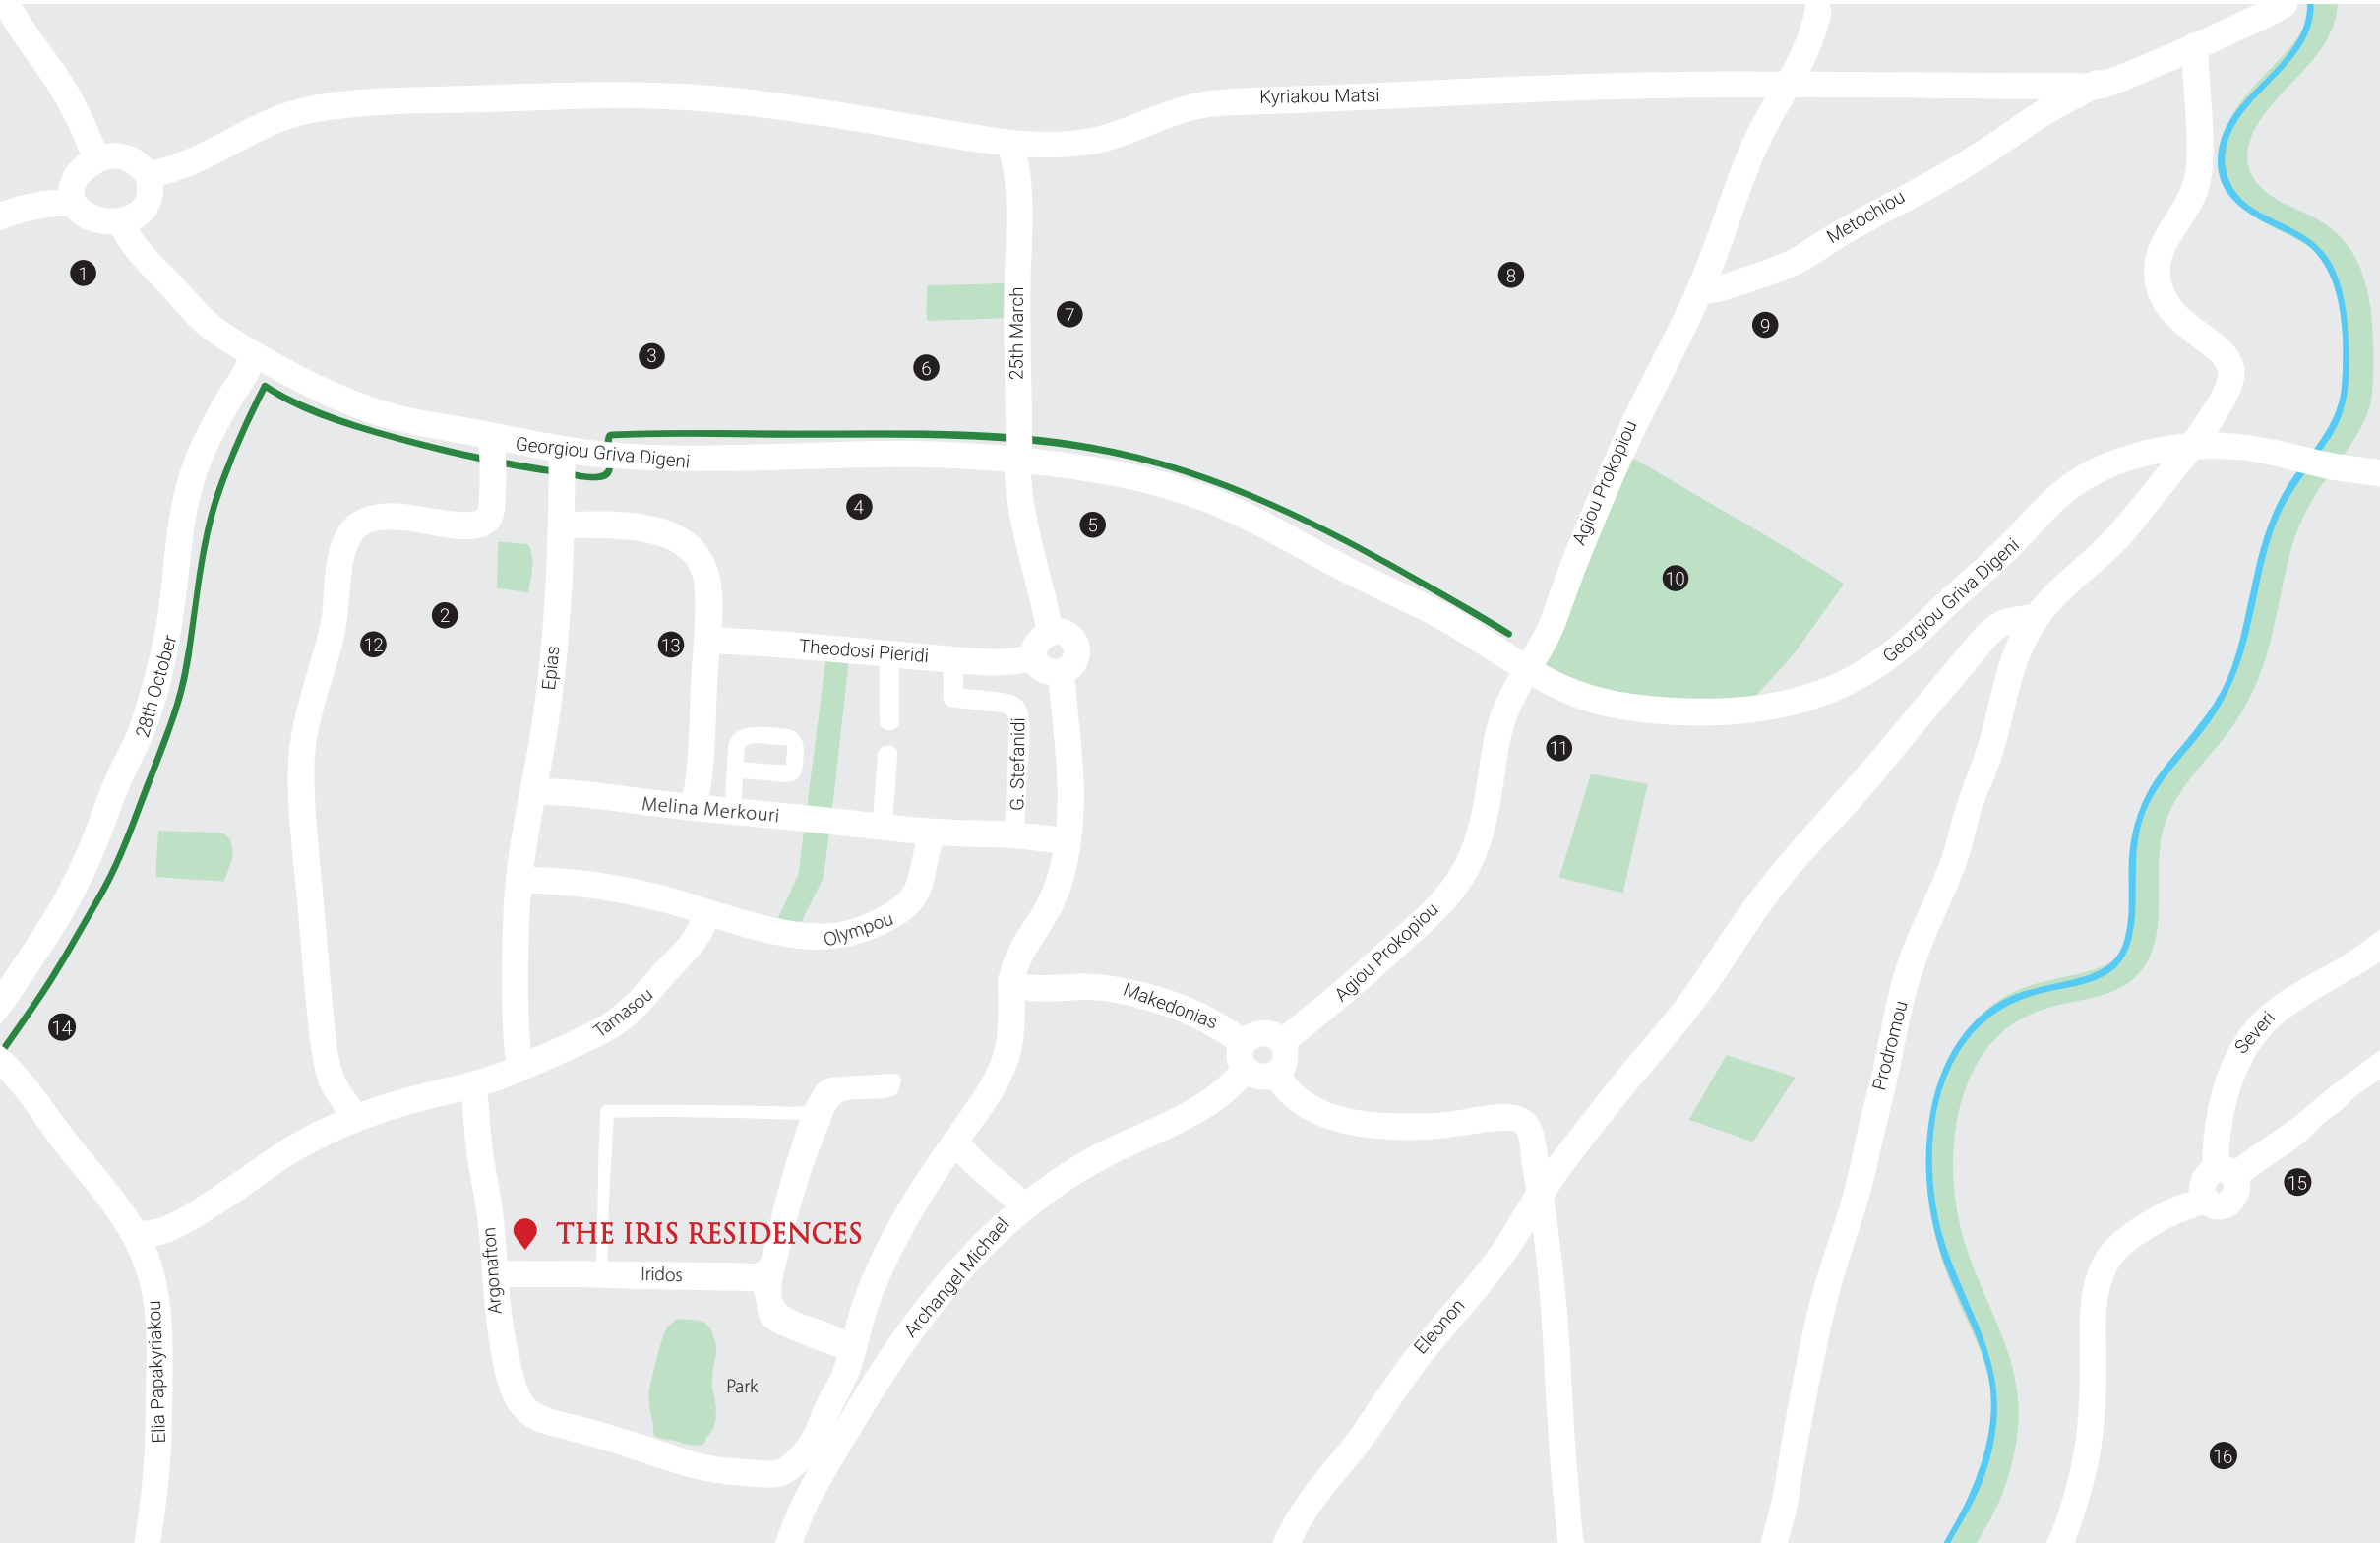 Kyriakou Matsi
Metochiou
1
8
7
9
25th March
3
6
Georgiou Griva Digeni
Agiou Prokopiou
4
5
10
Georgiou Griva Digeni
2
12
13
Epias
Theodosi Pieridi
28th October
G. Stefanidi
11
Melina Merkouri
Olympou
Agiou Prokopiou
Makedonias
Tamasou
14
Prodromou
Severi
15
THE IRIS RESIDENCES
Argonafton
Iridos
Archangel Michael
Eleonon
Elia Papakyriakou
Park
16